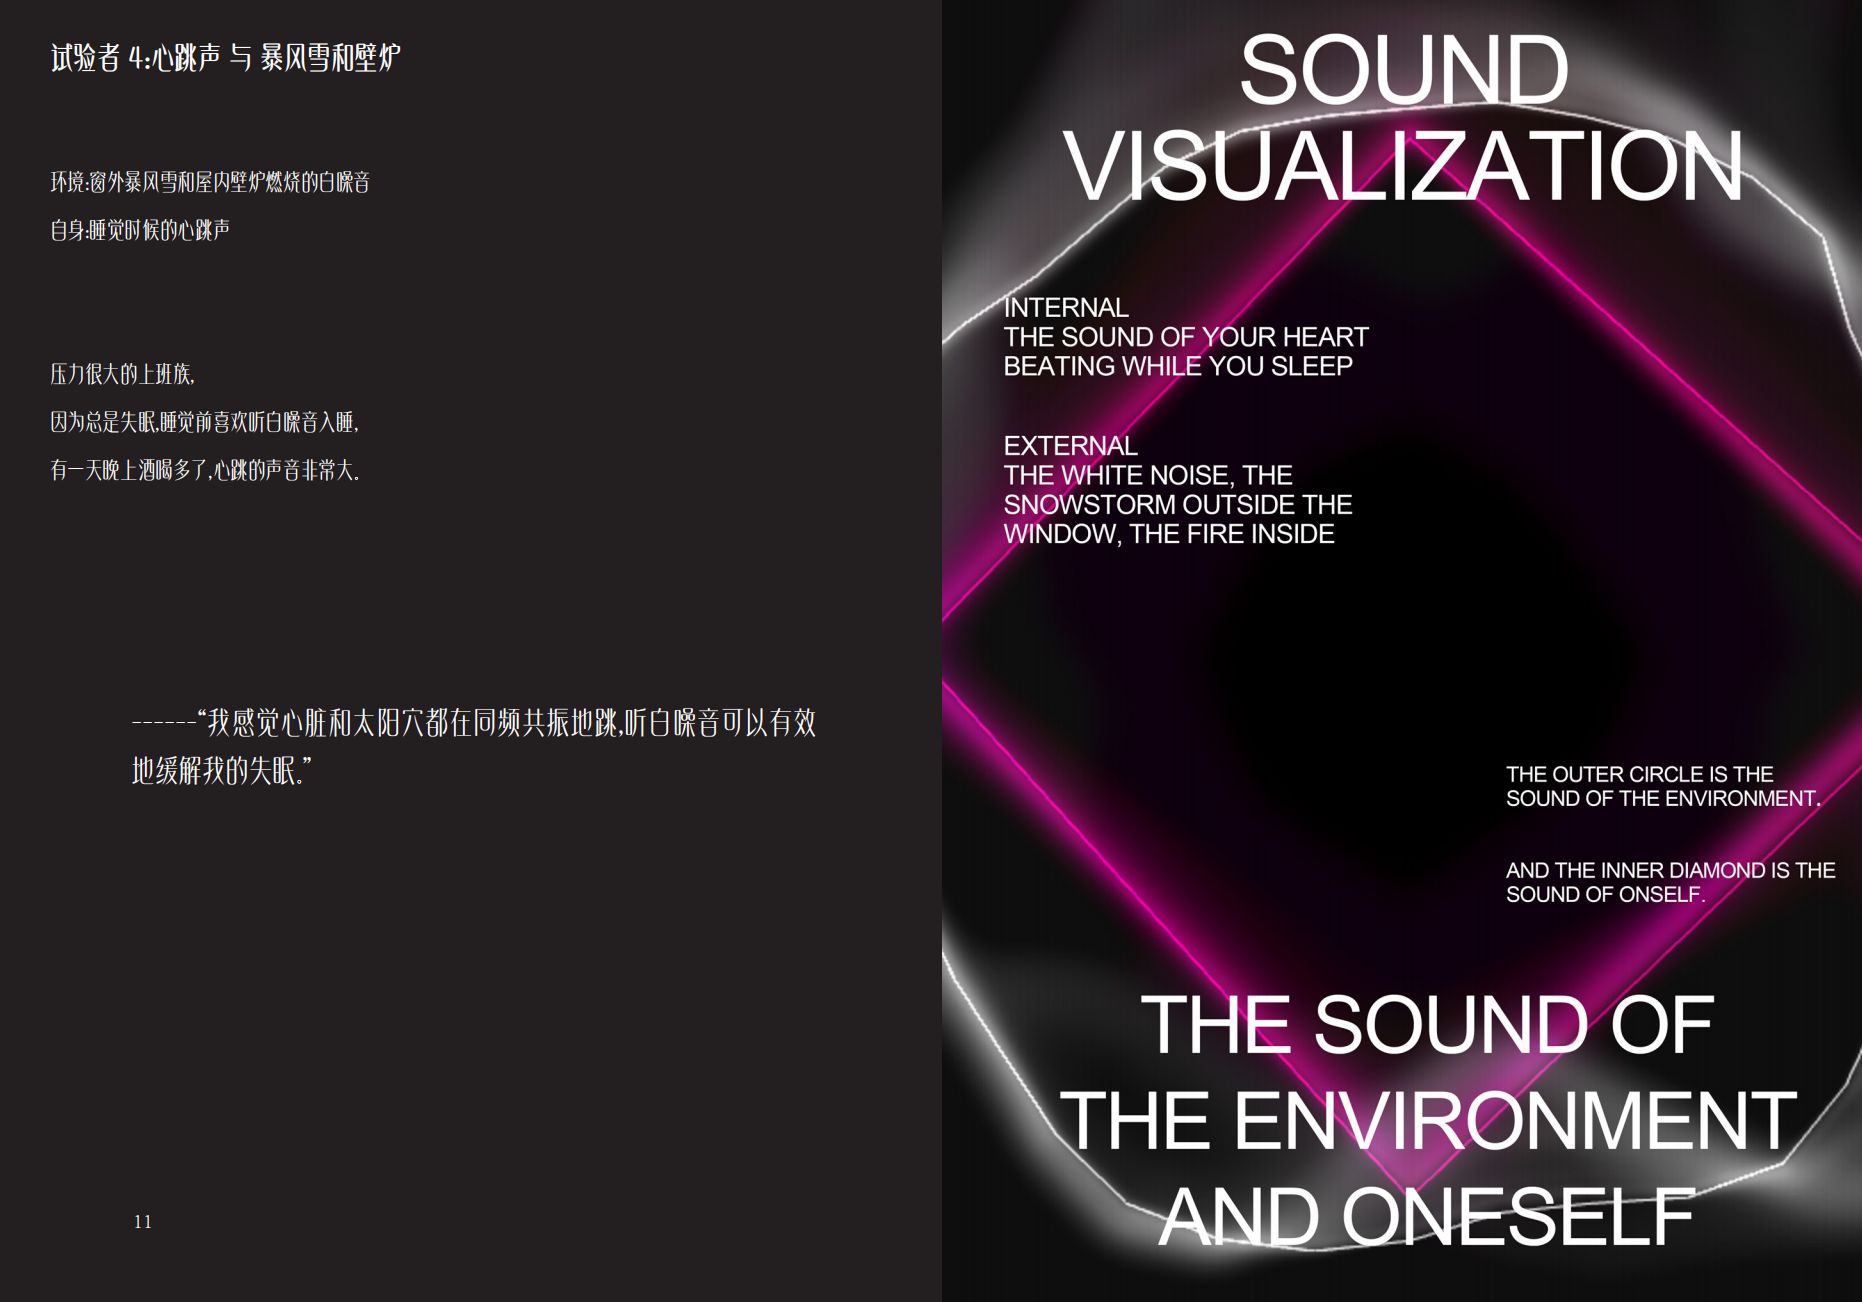 试验者 4:心跳声 与 暴风雪和壁炉
环境:窗外暴风雪和屋内壁炉燃烧的白噪音
自身:睡觉时候的心跳声
压力很大的上班族,
因为总是失眠,睡觉前喜欢听白噪音入睡,
有一天晚上酒喝多了,心跳的声音非常大。
------“我感觉心脏和太阳穴都在同频共振地跳,听白噪音可以有效
地缓解我的失眠。”
11
SOUND
VISUALIZATION
INTERNAL
THE SOUND OF YOUR HEART
BEATING WHILE YOU SLEEP
EXTERNAL
THE WHITE NOISE, THE
SNOWSTORM OUTSIDE THE
WINDOW, THE FIRE INSIDE
THE OUTER CIRCLE IS THE
SOUND OF THE ENVIRONMENT.
AND THE INNER DIAMOND IS THE
SOUND OF ONSELF.
THE SOUND OF
THE ENVIRONMENT
AND ONESELF